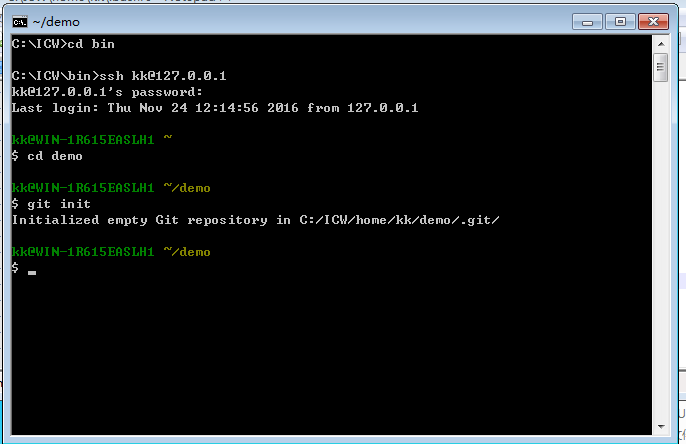 ~/demo
C:\ICW>cd bin
C:\ICW\bin>ssh kk@127.0.0.1
kk@127.0.0.1's password:
Last login: Thu Nov 24 12:14:56 2016 from 127.0.0.1
kk@WIN-1R615EASLH1 ~
$ cd demo
kk@WIN-1R615EASLH1 ~/demo
$ git init
Initialized empty Git repository in C:/ICW/home/kk/demo/.git/
kk@WIN-1R615EASLH1 ~/demo
$